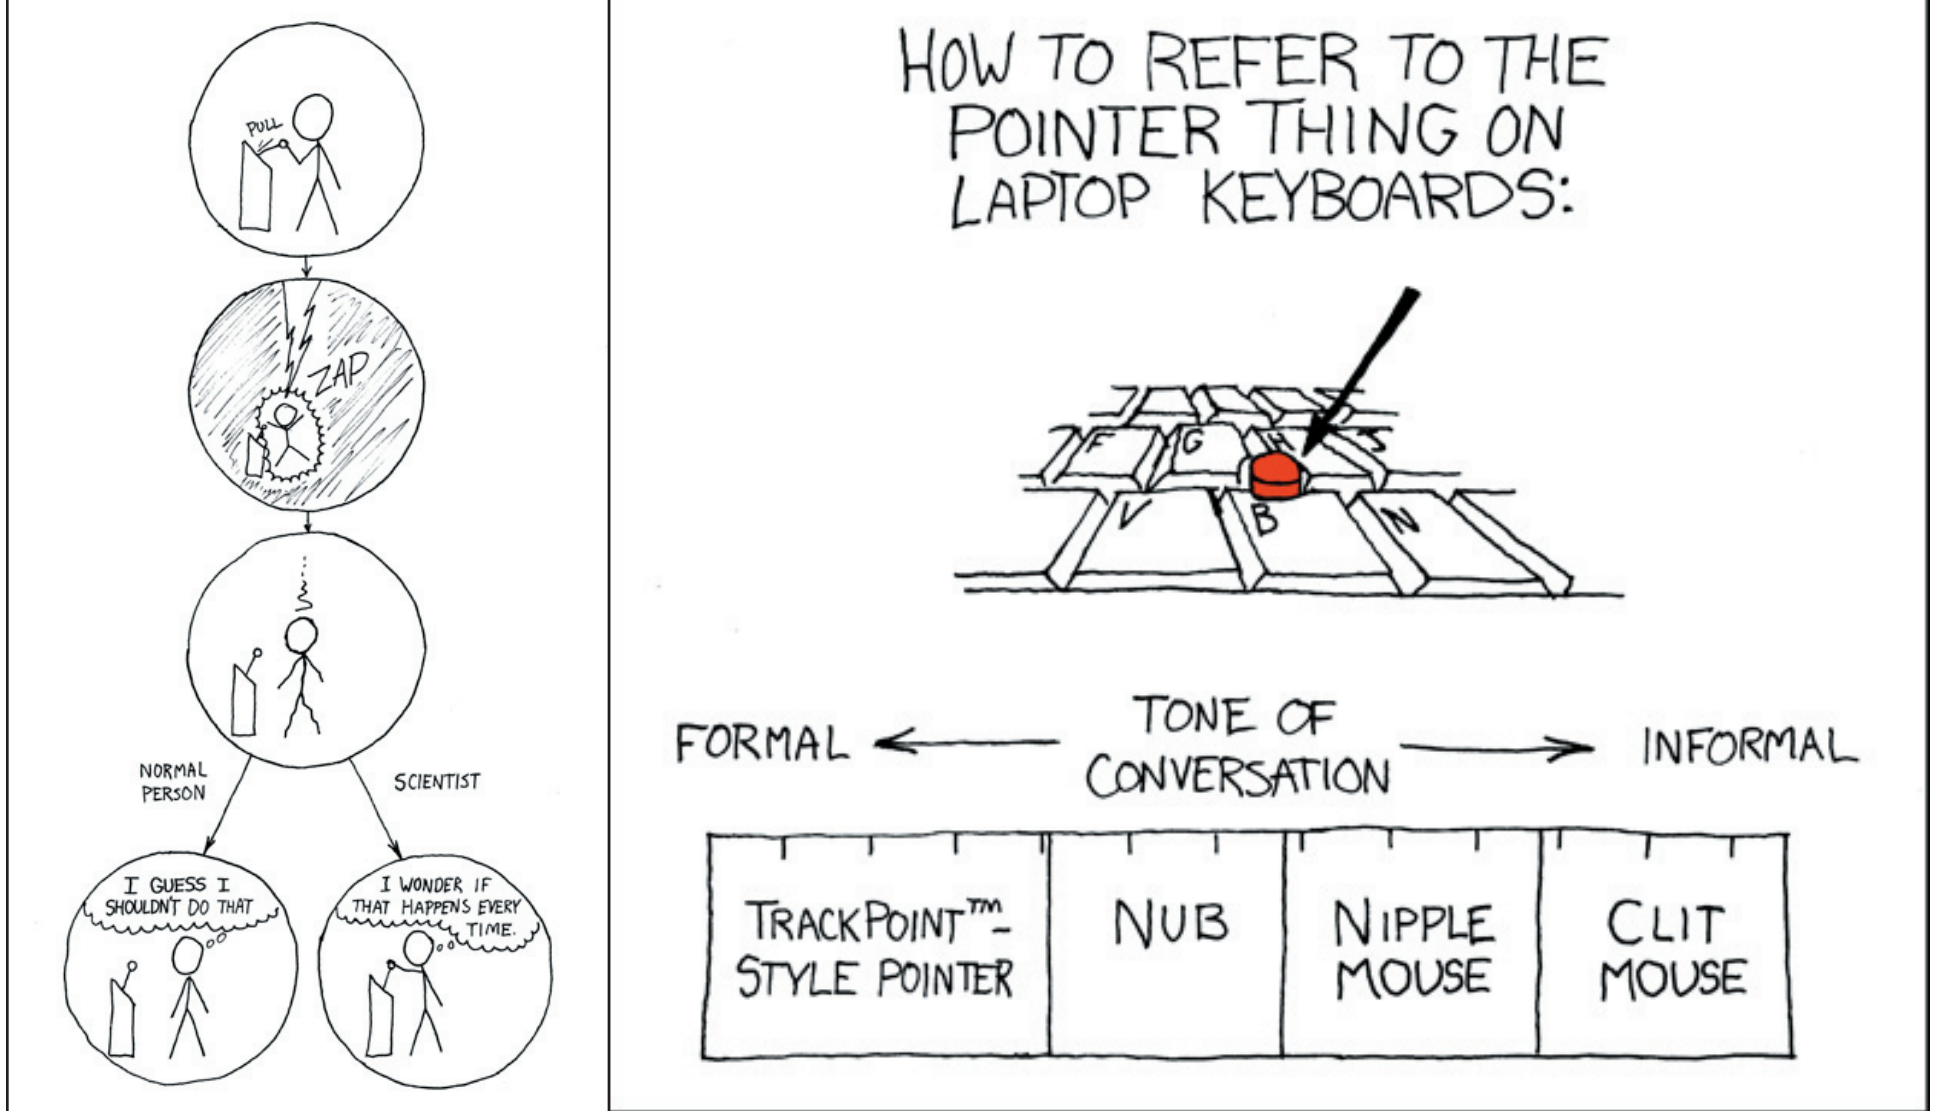 PULL
ZAP
NORMAL
PERSON
SCIENTIST
I GUESS I
SHOULDN'T DO THAT
I WONDER IF
THAT HAPPENS EVERY
TIME.
HOW TO REFER TO THE
POINTER THING ON
LAPTOP KEYBOARDS:
F G H J
V B N
FORMAL
TONE OF
CONVERSATION
INFORMAL
TRACKPOINT™-
STYLE POINTER
NUB
NIPPLE
MOUSE
CLIT
MOUSE